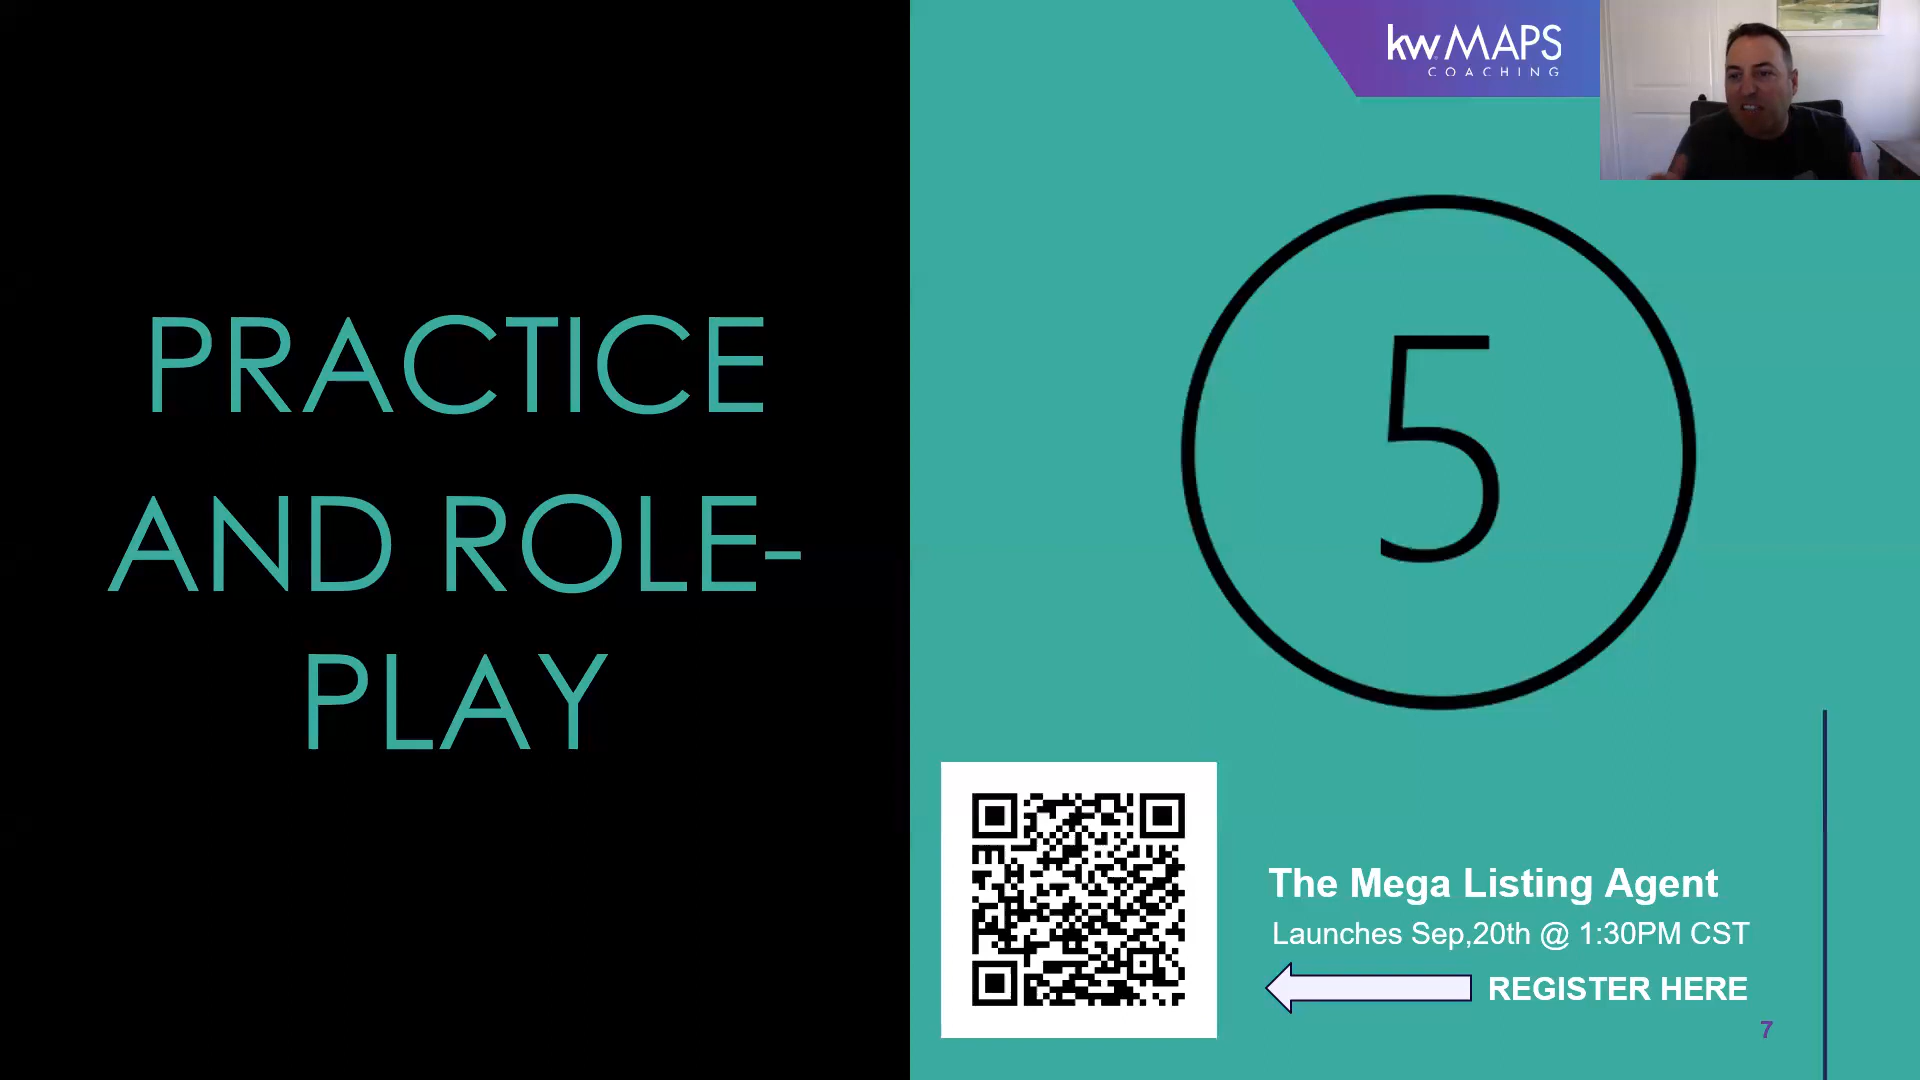 PRACTICE
AND ROLE-
PLAY
kw MAPS
COACHING
5
The Mega Listing Agent
Launches Sep,20th @ 1:30PM CST
REGISTER HERE
7